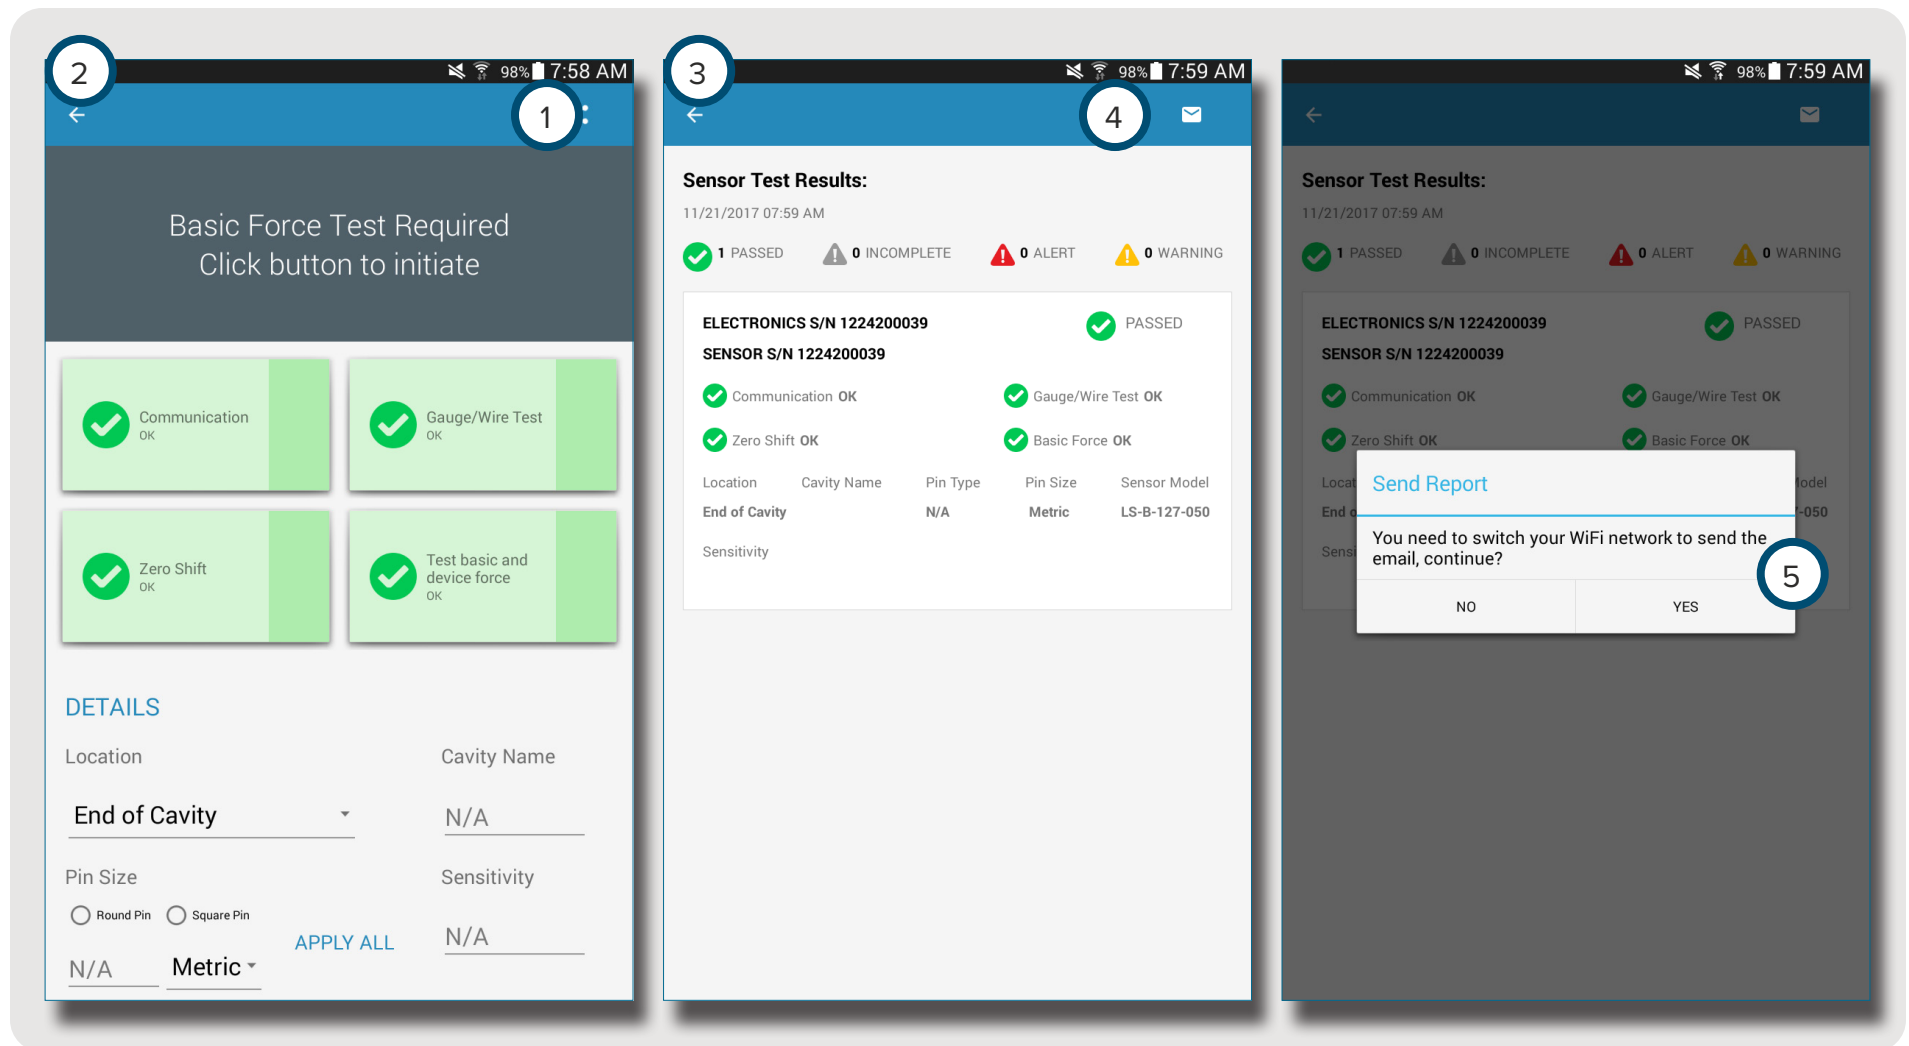 2
98% 7:58 AM
1
Basic Force Test Required
Click button to initiate
Communication
OK
Gauge/Wire Test
OK
Zero Shift
OK
Test basic and
device force
OK
DETAILS
Location
Cavity Name
End of Cavity
N/A
Pin Size
Sensitivity
Round Pin Square Pin
APPLY ALL
N/A
N/A Metric
3
98% 7:59 AM
4
Sensor Test Results:
11/21/2017 07:59 AM
1 PASSED 0 INCOMPLETE 0 ALERT 0 WARNING
ELECTRONICS S/N 1224200039 PASSED
SENSOR S/N 1224200039
Communication OK Gauge/Wire Test OK
Zero Shift OK Basic Force OK
Location Cavity Name Pin Type Pin Size Sensor Model
End of Cavity N/A Metric LS-B-127-050
Sensitivity
98% 7:59 AM
Sensor Test Results:
11/21/2017 07:59 AM
1 PASSED 0 INCOMPLETE 0 ALERT 0 WARNING
ELECTRONICS S/N 1224200039 PASSED
SENSOR S/N 1224200039
Communication OK Gauge/Wire Test OK
Zero Shift OK Basic Force OK
Locat odel
End o -050
Sensi
Send Report
You need to switch your WiFi network to send the
email, continue?
5
NO YES